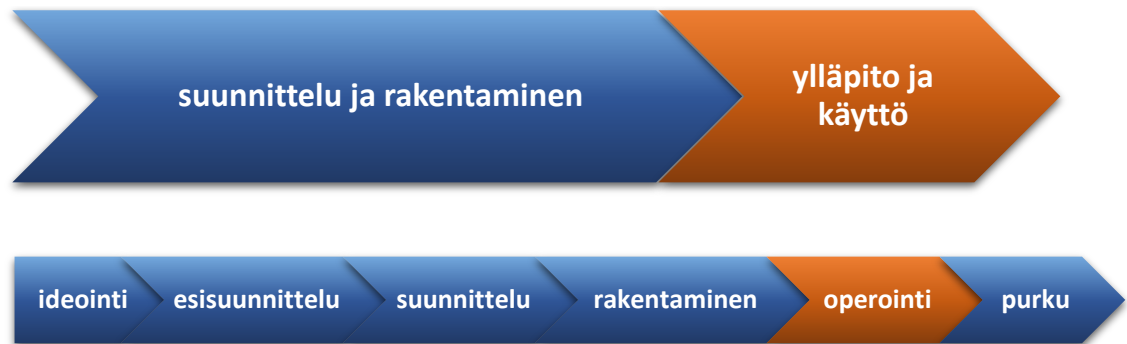 suunnittelu ja rakentaminen
ylläpito ja
käyttö
ideointi
esisuunnittelu
suunnittelu
rakentaminen
operointi
purku